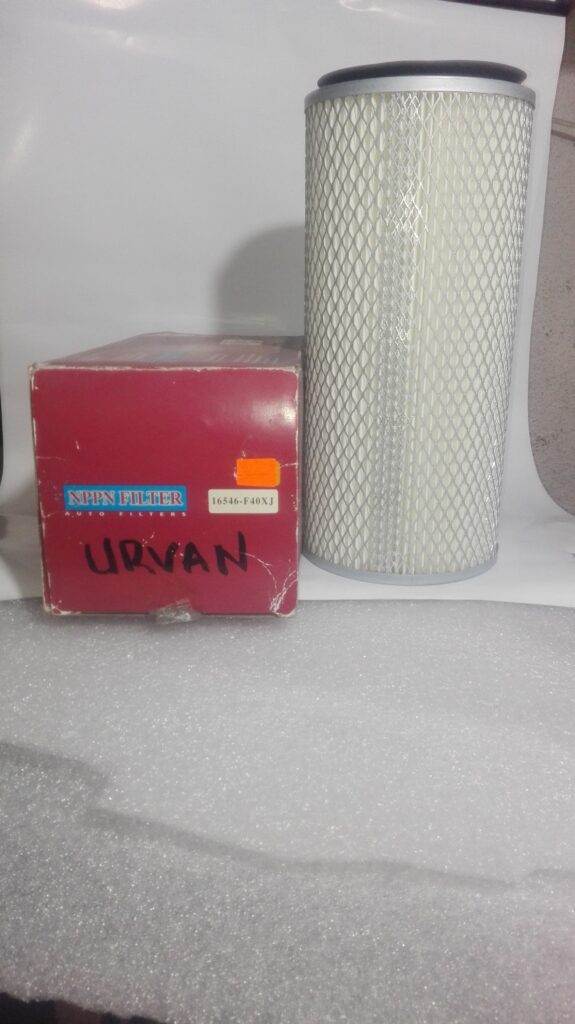 NPPN FILTER
AUTO FILTERS
16546-F40XJ
URVAN